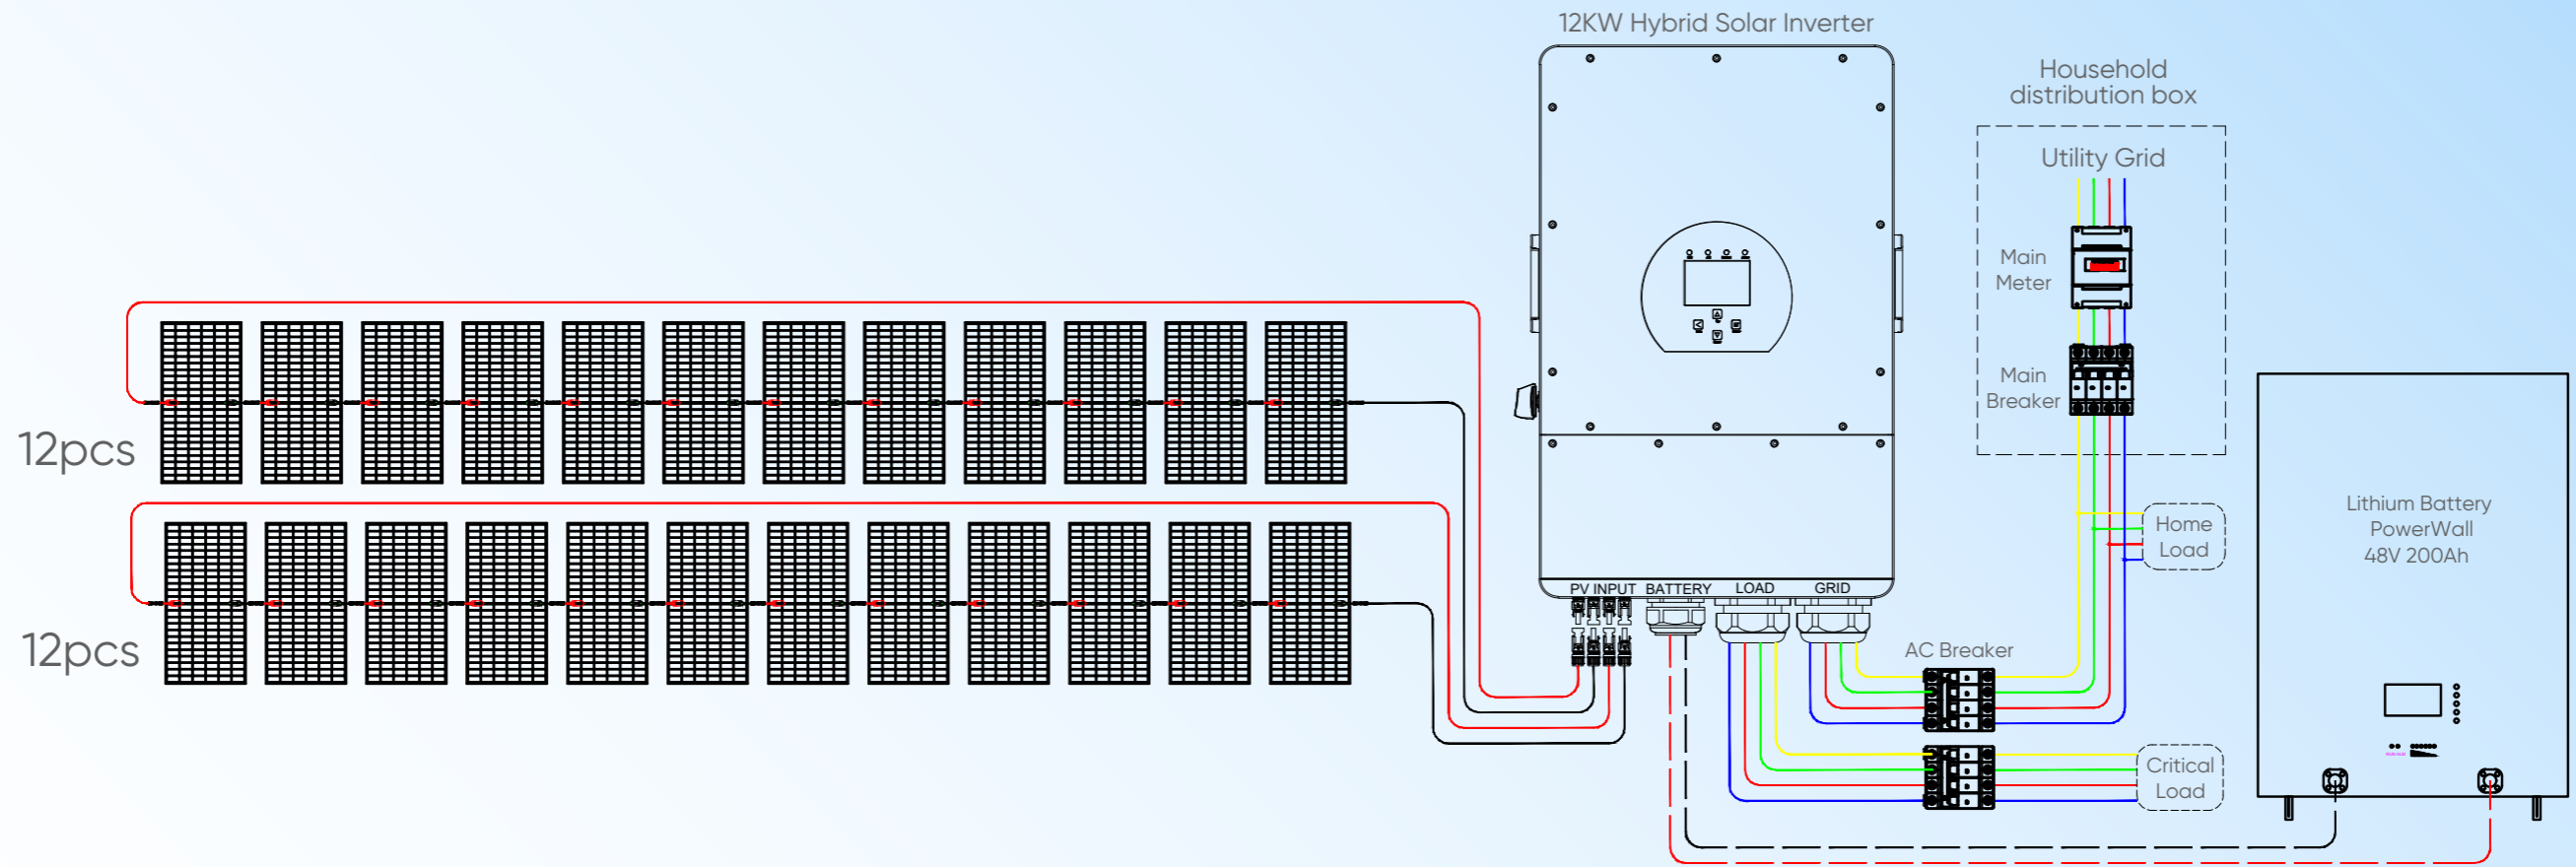 12KW Hybrid Solar Inverter
Household
distribution box
Utility Grid
Main
Meter
Main
Breaker
12pcs
12pcs
Home
Load
Lithium Battery
PowerWall
48V 200Ah
PV INPUT BATTERY LOAD GRID
AC Breaker
Critical
Load